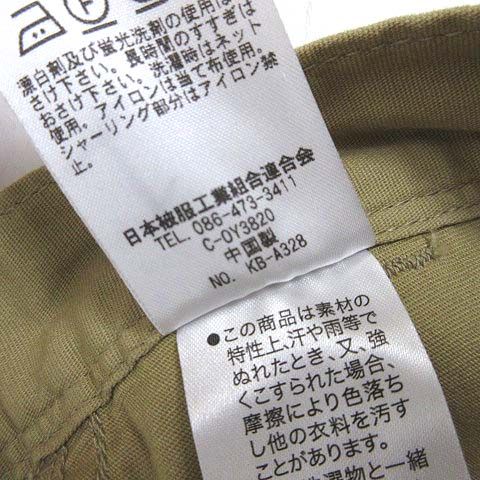 漂白剤及び蛍光洗剤の使用は
さけ下さい。長時間のすすぎは
おさけ下さい。洗濯時はネット
使用。アイロンは当て布使用。
シャーリング部分はアイロン禁
止。
日本被服工業組合連合会
TEL. 086-473-3411
C-OY3820
中国製
NO. KB-A328
●この商品は素材の
特性上、汗や雨等で
ぬれたとき、又、強
くこすられた場合、
摩擦により色落ち
し他の衣料を汚す
ことがあります。
洗濯物と一緒